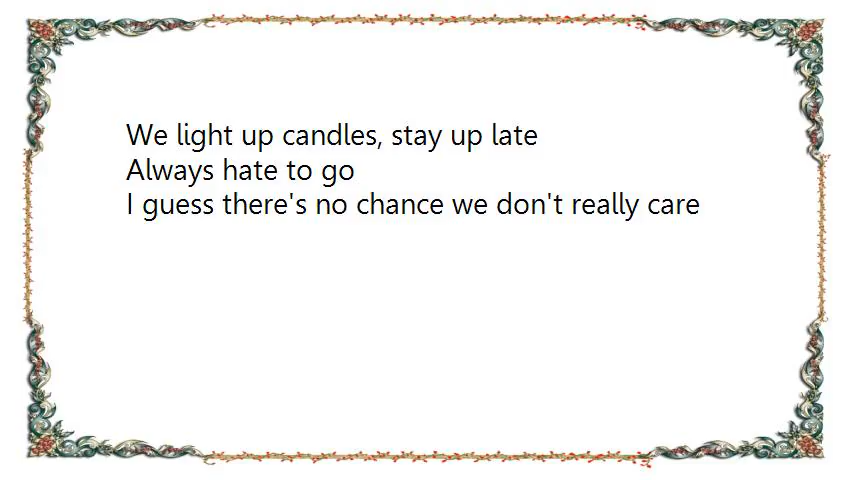 We light up candles, stay up late
Always hate to go
I guess there's no chance we don't really care